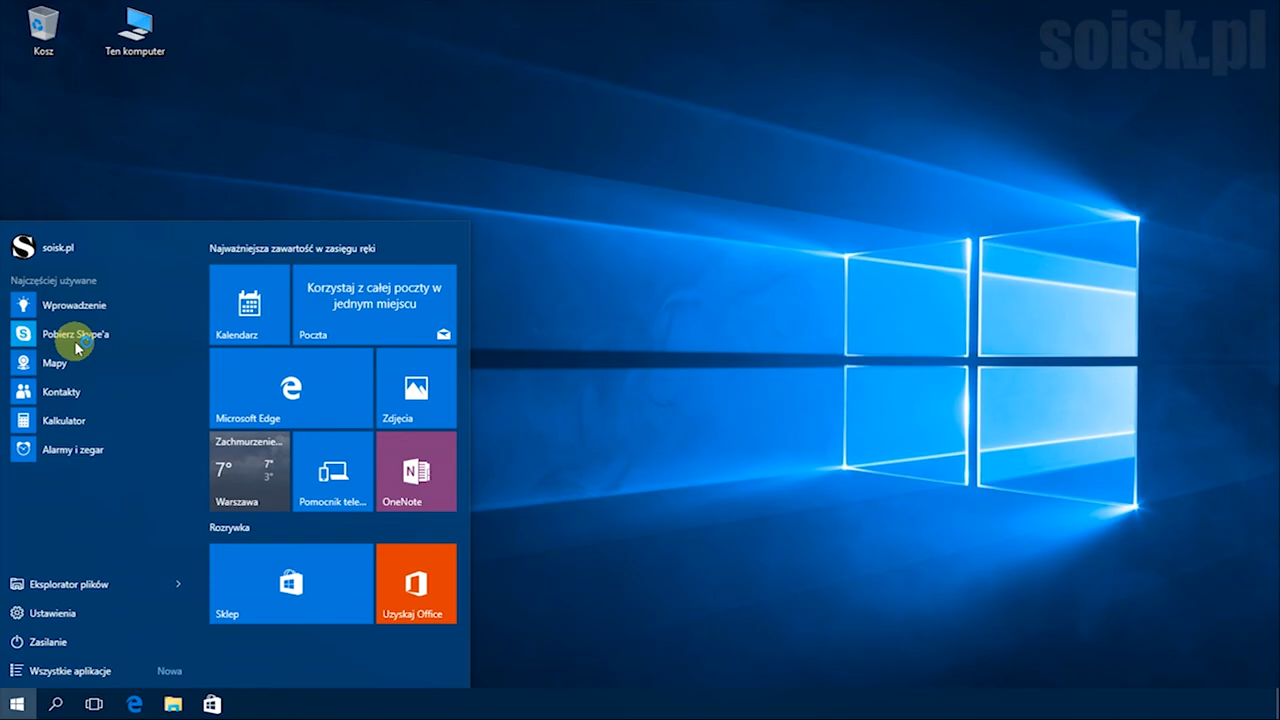 soisk.pl
Kosz
Ten komputer
soisk.pl
Najczęściej używane
Wprowadzenie
Pobierz Skype'a
Mapy
Kontakty
Kalkulator
Alarmy i zegar
Eksplorator plików
Ustawienia
Zasilanie
Wszystkie aplikacje
Nowa
Najważniejsza zawartość w zasięgu ręki
Kalendarz
Korzystaj z całej poczty w
jednym miejscu
Poczta
Microsoft Edge
Zdjęcia
Zachmurzenie...
7°
7°
3°
Warszawa
Pomocnik tele...
N
OneNote
Rozrywka
Sklep
Uzyskaj Office